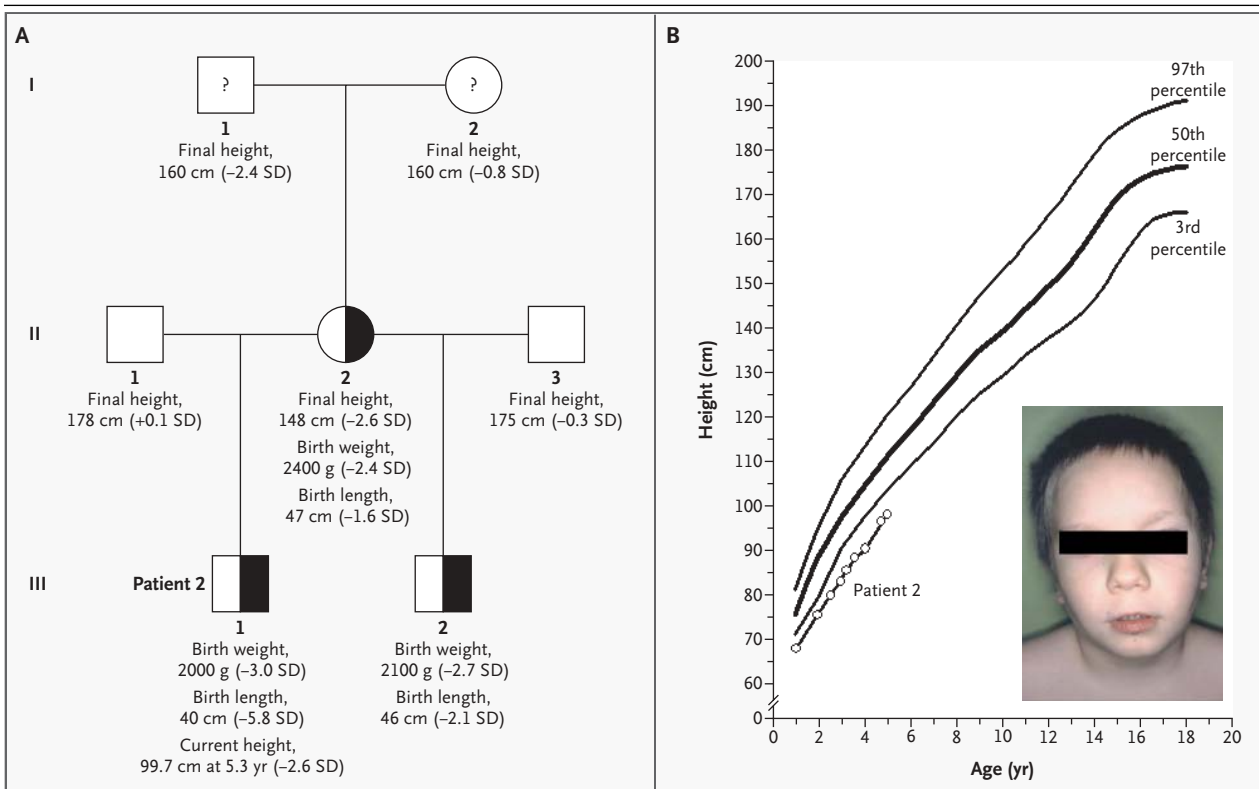 A
I
?
?
1
Final height,
160 cm (–2.4 SD)
2
Final height,
160 cm (–0.8 SD)
II
1
Final height,
178 cm (+0.1 SD)
2
Final height,
148 cm (–2.6 SD)
Birth weight,
2400 g (–2.4 SD)
Birth length,
47 cm (–1.6 SD)
3
Final height,
175 cm (–0.3 SD)
III
Patient 2
1
Birth weight,
2000 g (–3.0 SD)
Birth length,
40 cm (–5.8 SD)
Current height,
99.7 cm at 5.3 yr (–2.6 SD)
2
Birth weight,
2100 g (–2.7 SD)
Birth length,
46 cm (–2.1 SD)
B
Height (cm)
200
190
180
170
160
150
140
130
120
110
100
90
80
70
60
0
97th
percentile
50th
percentile
3rd
percentile
Patient 2
0
2
4
6
8
10
12
14
16
18
20
Age (yr)